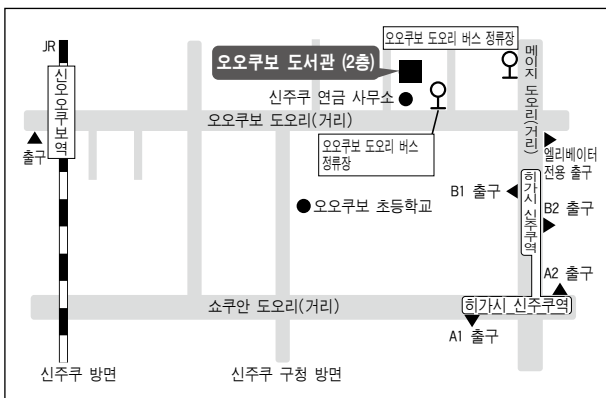 JR
오오쿠보 도오리 버스 정류장
오오쿠보 도서관 (2층)
신오오쿠보역
메이지 도오리(거리)
신주쿠 연금 사무소
오오쿠보 도오리(거리)
출구
오오쿠보 도오리 버스
정류장
엘리베이터
전용 출구
B1 출구
히가시 신주쿠역
B2 출구
오오쿠보 초등학교
A2 출구
쇼쿠안 도오리(거리)
히가시 신주쿠역
A1 출구
신주쿠 방면
신주쿠 구청 방면